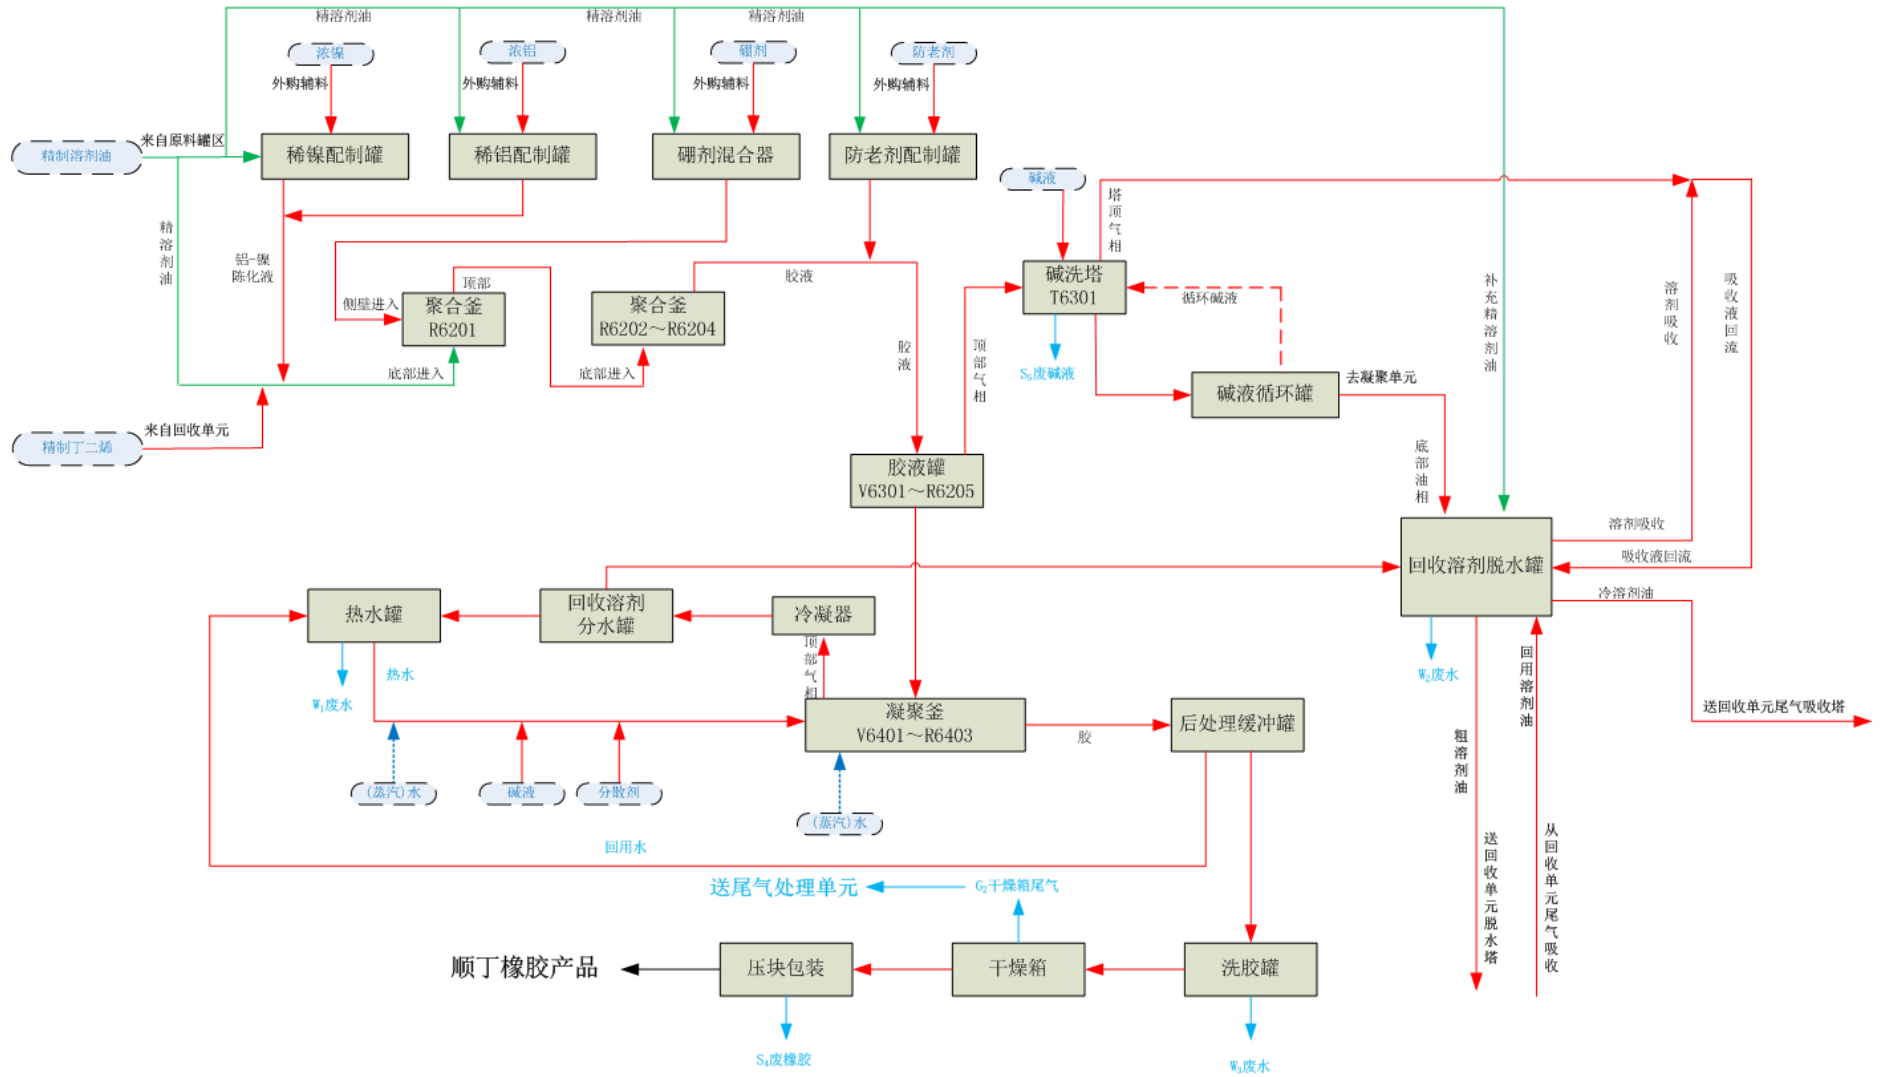 精溶剂油
精溶剂油
精溶剂油
浓镍
浓铝
硼剂
防老剂
外购辅料
外购辅料
外购辅料
外购辅料
精制溶剂油
来自原料罐区
稀镍配制罐
稀铝配制罐
硼剂混合器
防老剂配制罐
碱液
塔顶气相
精溶剂油
铝-镍
陈化液
侧壁进入
顶部
聚合釜
R6201
底部进入
底部进入
聚合釜
R6202～R6204
胶液
胶液
顶部气相
碱洗塔
T6301
循环碱液
S₅废碱液
碱液循环罐
去凝聚单元
底部油相
补充精溶剂油
溶剂吸收
吸收液回流
精制丁二烯
来自回收单元
胶液罐
V6301～R6205
回收溶剂脱水罐
溶剂吸收
吸收液回流
冷溶剂油
热水罐
回收溶剂
分水罐
冷凝器
顶部气相
W₁废水
热水
W₂废水
回用溶剂油
粗溶剂油
送回收单元尾气吸收塔
凝聚釜
V6401～R6403
胶
后处理缓冲罐
(蒸汽)水
碱液
分散剂
(蒸汽)水
回用水
送回收单元脱水塔
从回收单元尾气吸收
送尾气处理单元
G₂干燥箱尾气
顺丁橡胶产品
压块包装
干燥箱
洗胶罐
S₄废橡胶
W₃废水